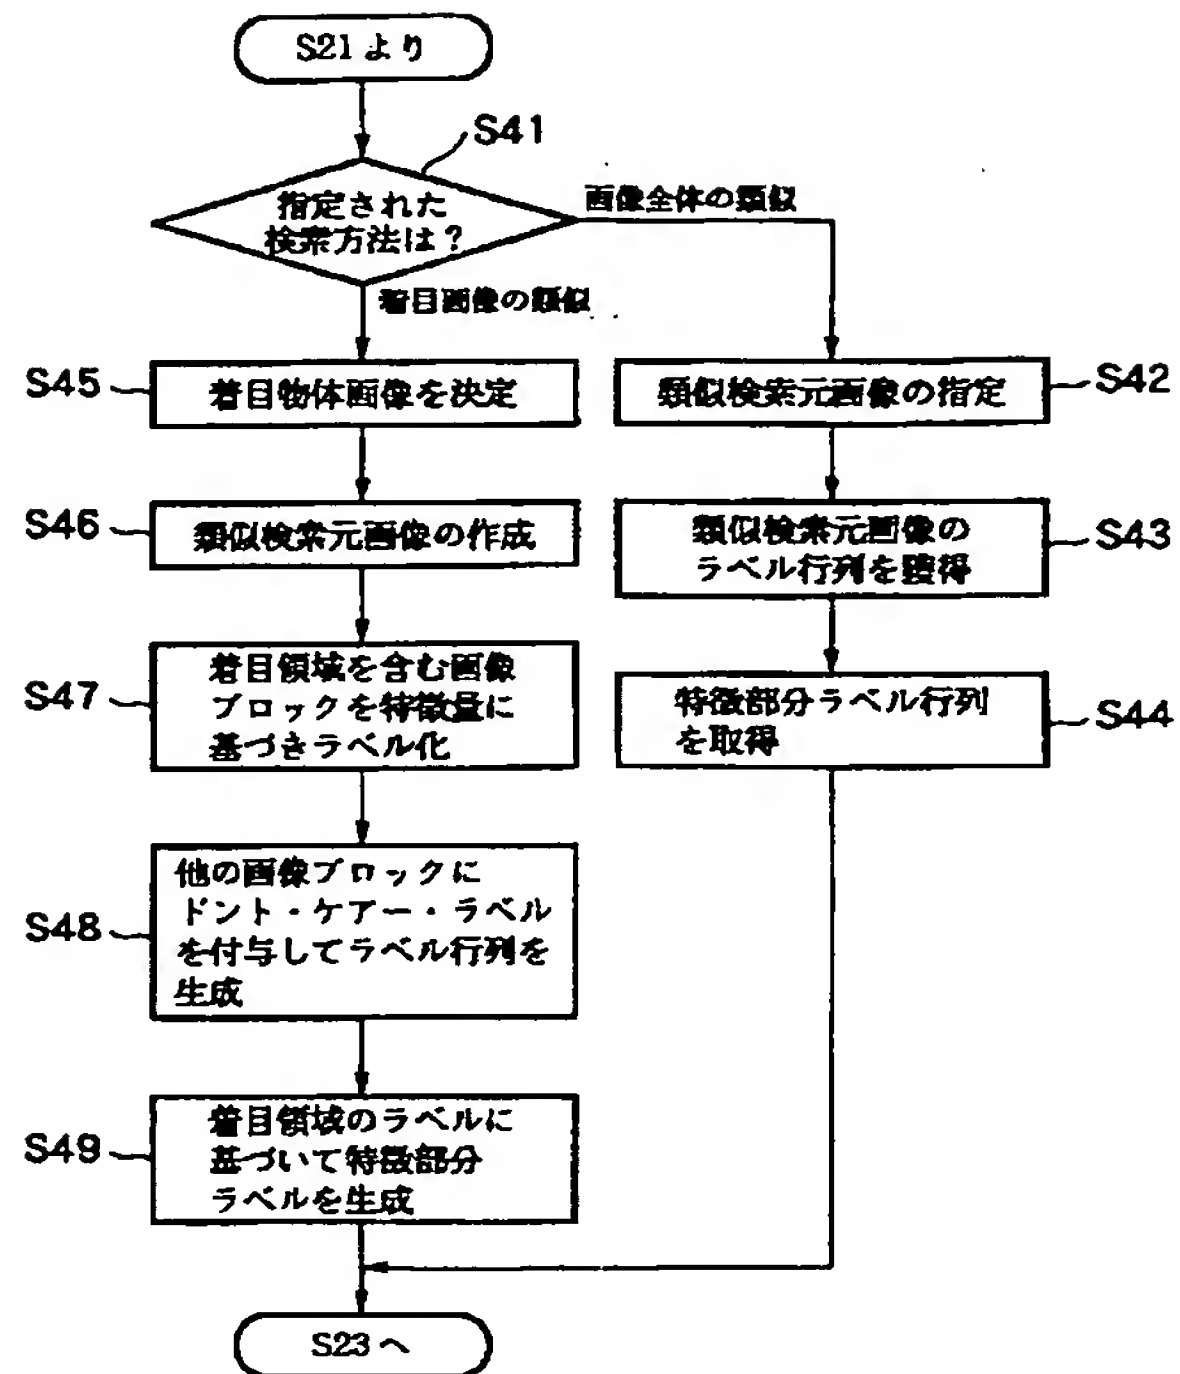 S21より
S41
指定された
検索方法は？
画像全体の類似
着目画像の類似
S45
着目物体画像を決定
S46
類似検索元画像の作成
S47
着目領域を含む画像
ブロックを特徴量に
基づきラベル化
S48
他の画像ブロックに
ドント・ケアー・ラベル
を付与してラベル行列を
生成
S49
着目領域のラベルに
基づいて特徴部分
ラベルを生成
類似検索元画像の指定
S42
類似検索元画像の
ラベル行列を獲得
S43
特徴部分ラベル行列
を取得
S44
S23へ